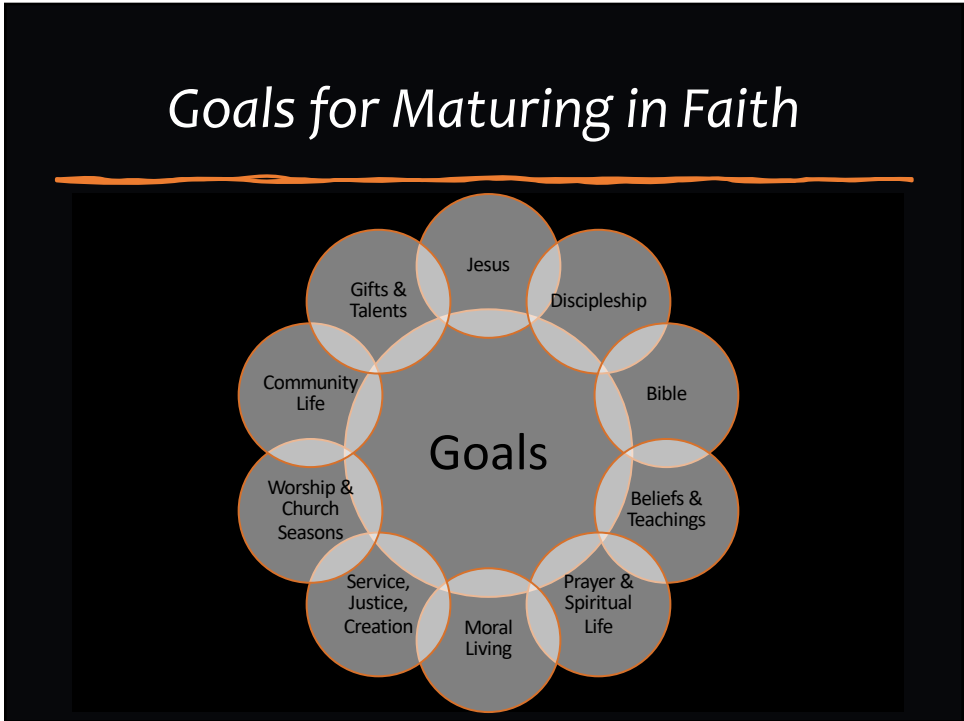 Goals for Maturing in Faith
Jesus
Discipleship
Bible
Beliefs &
Teachings
Prayer &
Spiritual
Life
Moral
Living
Service,
Justice,
Creation
Worship &
Church
Seasons
Community
Life
Gifts &
Talents
Goals